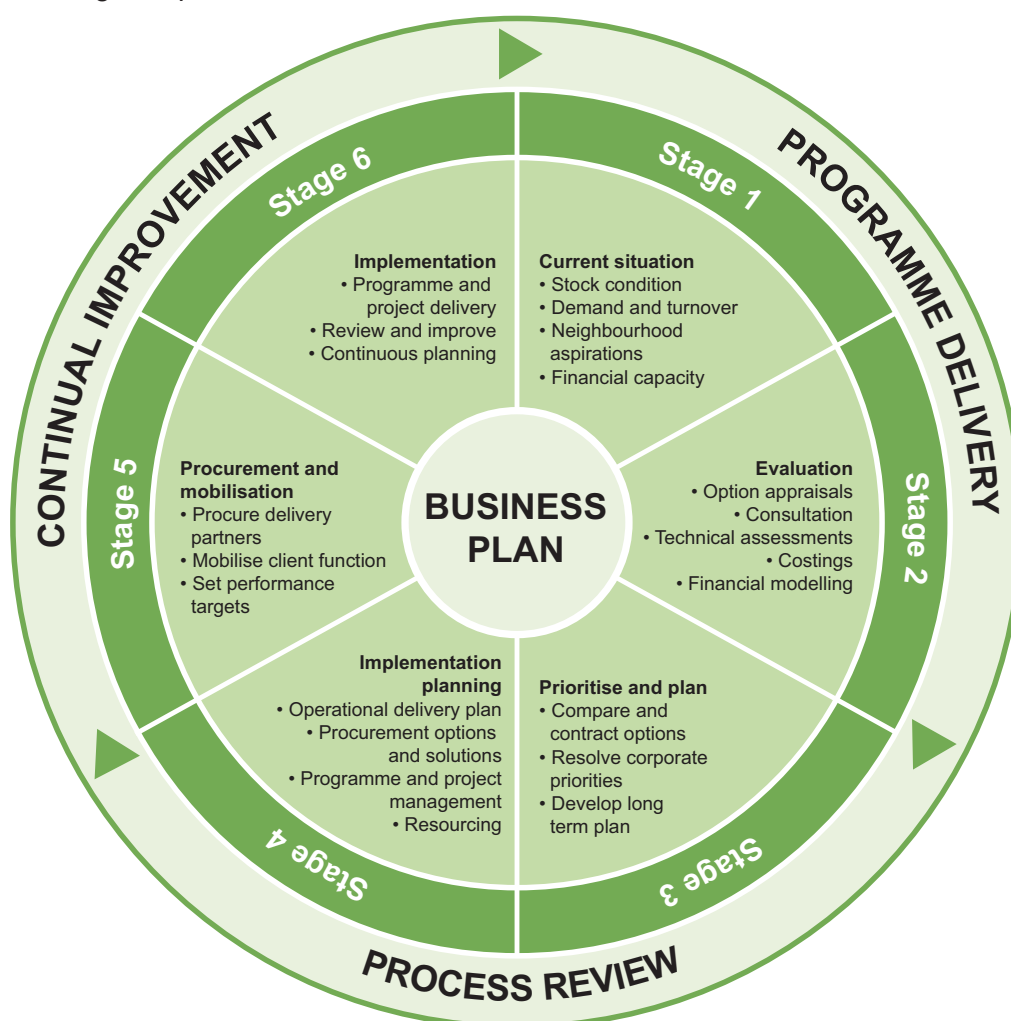 CONTINUAL IMPROVEMENT
PROGRAMME DELIVERY
PROCESS REVIEW
Stage 1
Current situation
• Stock condition
• Demand and turnover
• Neighbourhood
aspirations
• Financial capacity
Stage 2
Evaluation
• Option appraisals
• Consultation
• Technical assessments
• Costings
• Financial modelling
Stage 3
Prioritise and plan
• Compare and
contract options
• Resolve corporate
priorities
• Develop long
term plan
Stage 4
Implementation
planning
• Operational delivery plan
• Procurement options
and solutions
• Programme and project
management
• Resourcing
Stage 5
Procurement and
mobilisation
• Procure delivery
partners
• Mobilise client function
• Set performance
targets
Stage 6
Implementation
• Programme and
project delivery
• Review and improve
• Continuous planning
BUSINESS
PLAN